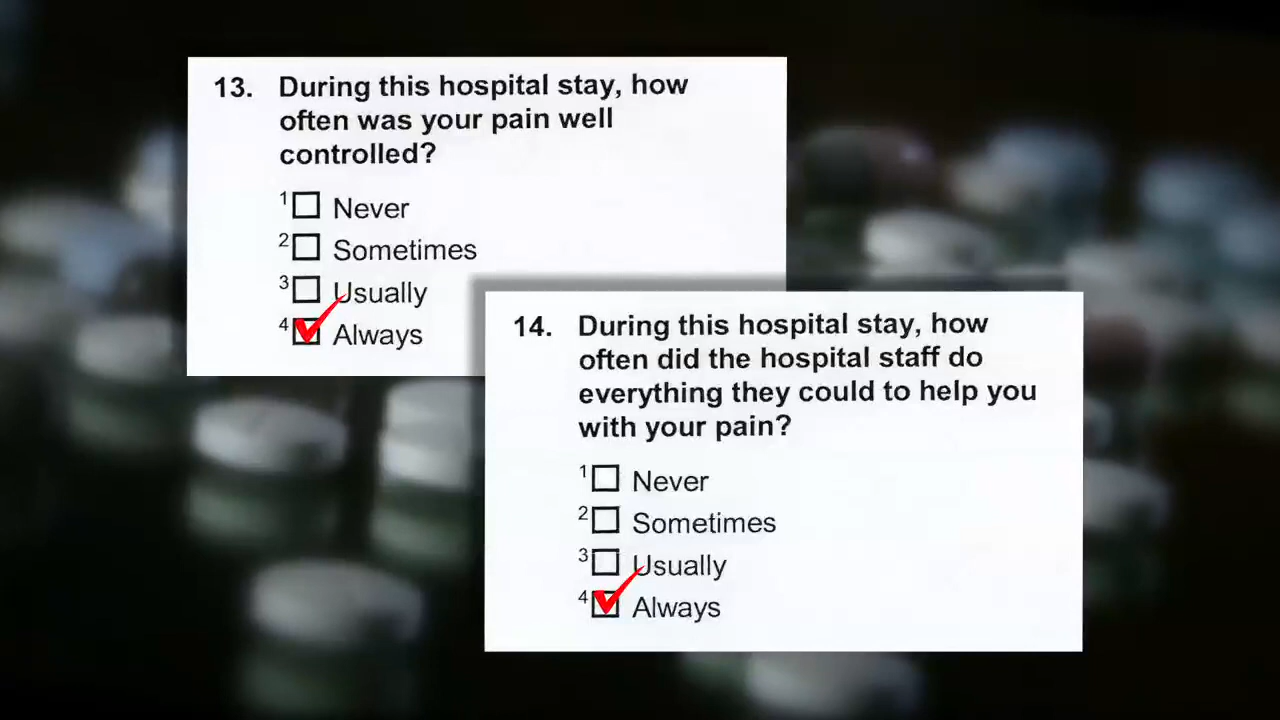 13. During this hospital stay, how
often was your pain well
controlled?
1 Never
2 Sometimes
3 Usually
4 Always
14. During this hospital stay, how
often did the hospital staff do
everything they could to help you
with your pain?
1 Never
2 Sometimes
3 Usually
4 Always